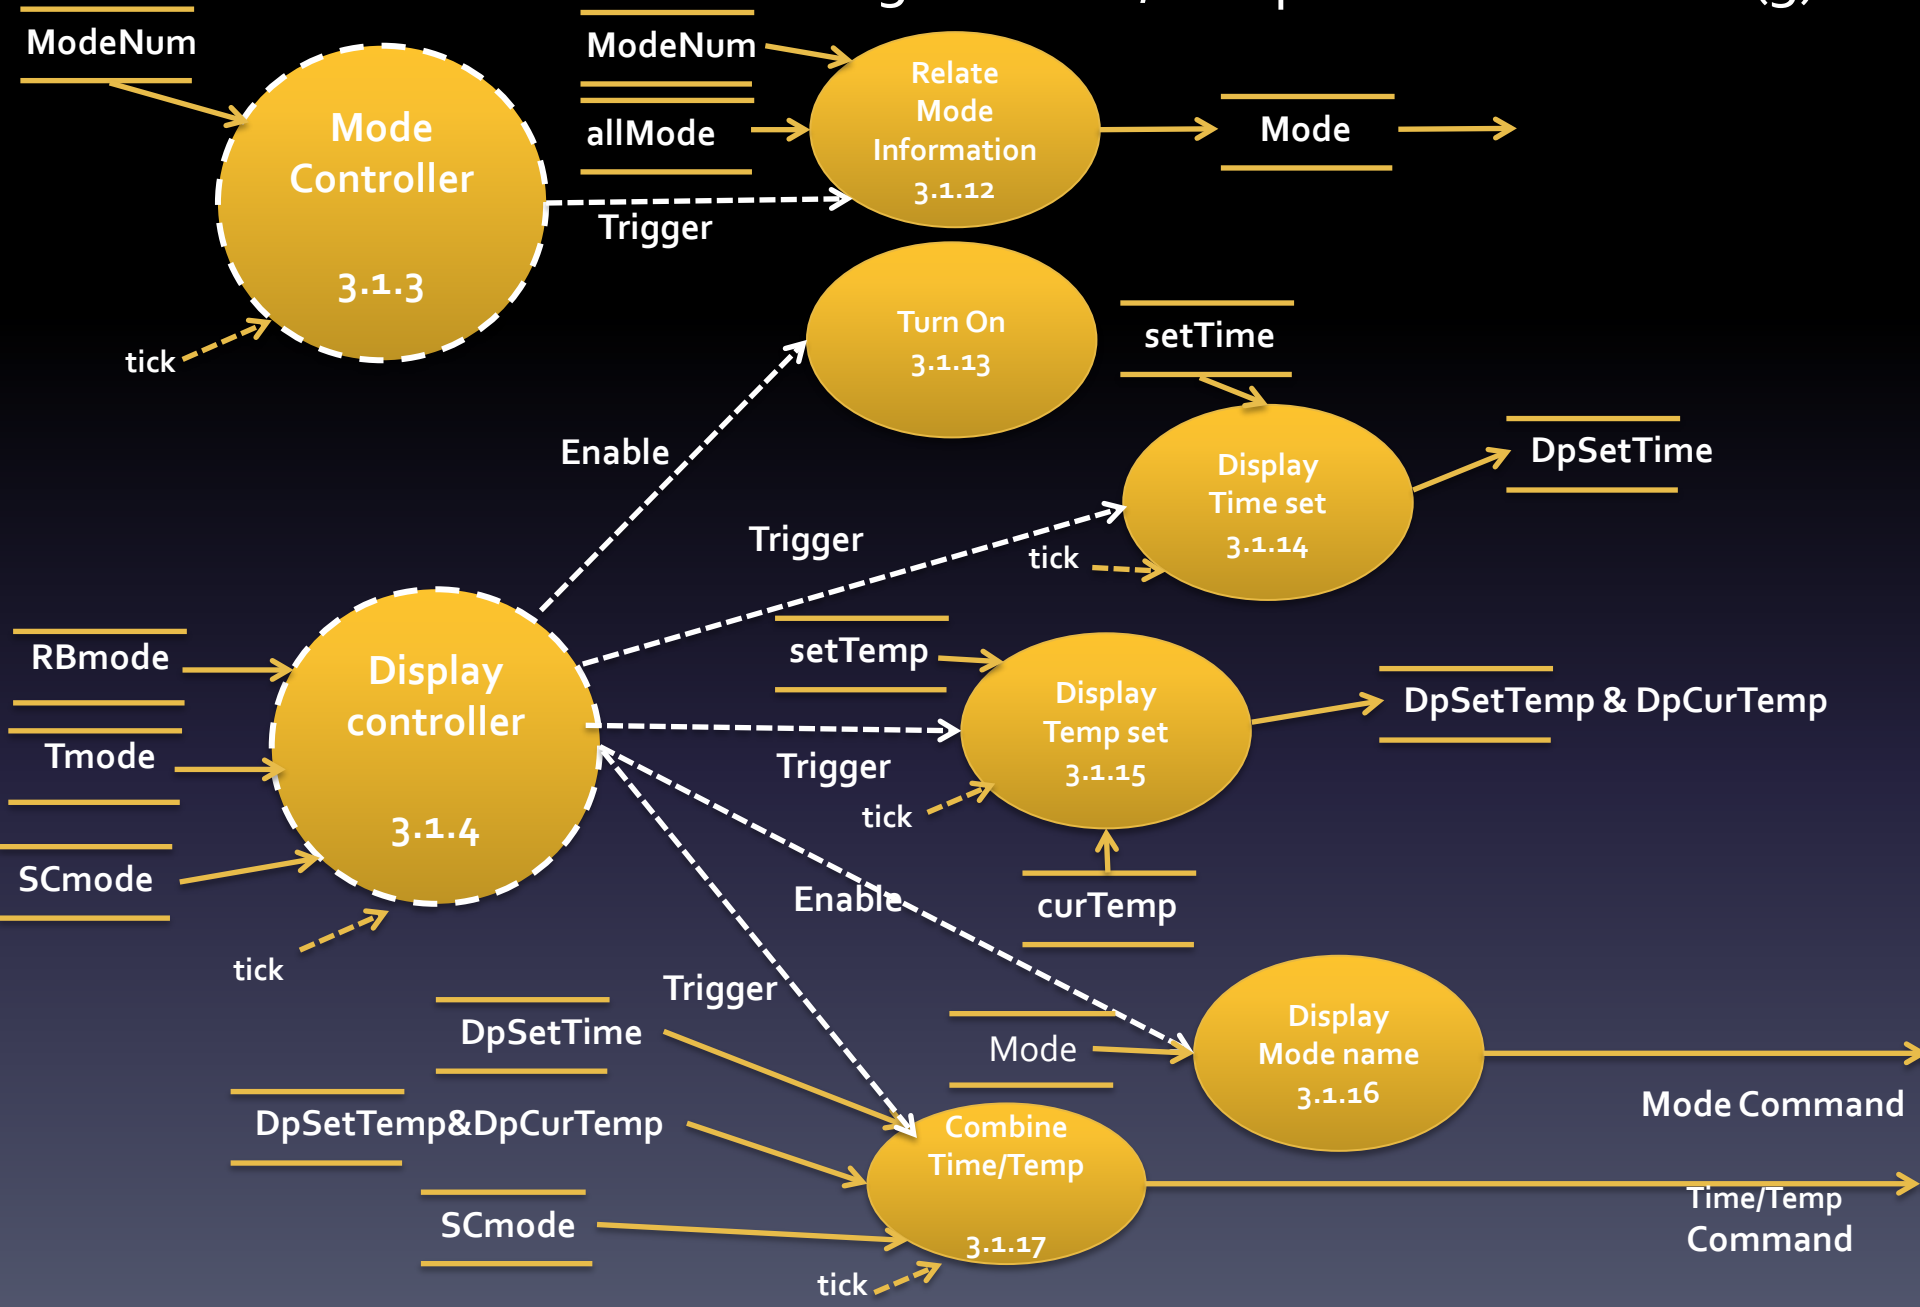 ModeNum
Mode
Controller
3.1.3
tick
ModeNum
allMode
Trigger
Relate
Mode
Information
3.1.12
Mode
Turn On
3.1.13
Enable
setTime
Display
Time set
3.1.14
DpSetTime
Trigger
tick
RBmode
Tmode
SCmode
Display
controller
3.1.4
tick
setTemp
Display
Temp set
3.1.15
DpSetTemp & DpCurTemp
Trigger
tick
curTemp
Enable
Trigger
Mode
Display
Mode name
3.1.16
Mode Command
DpSetTime
DpSetTemp&DpCurTemp
SCmode
Combine
Time/Temp
3.1.17
tick
Time/Temp
Command